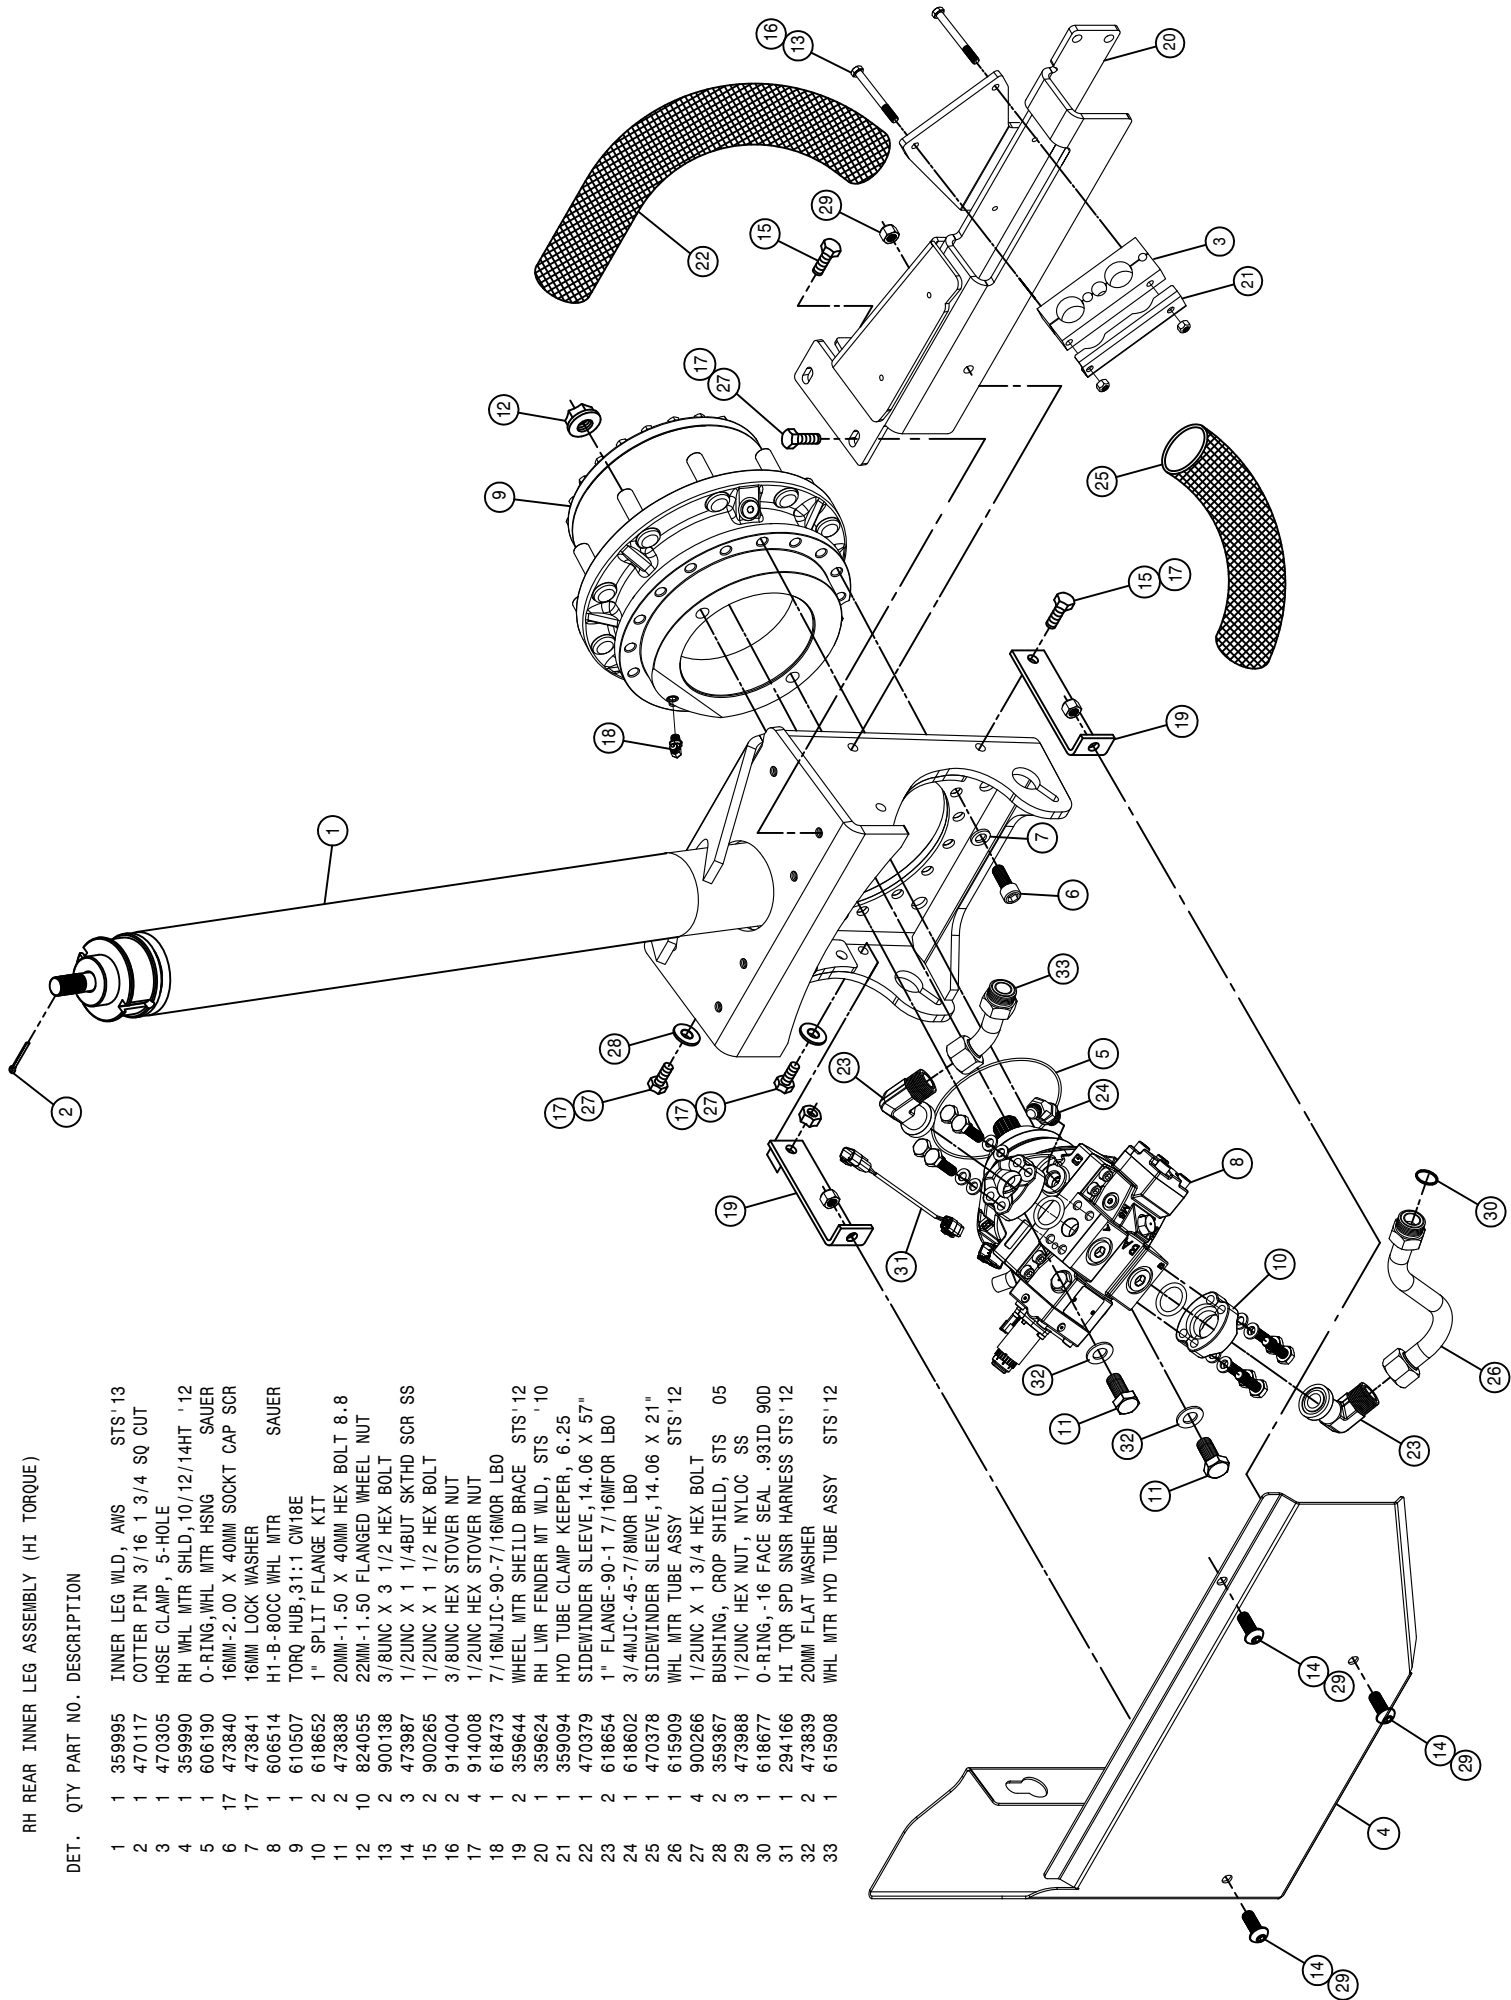 RH REAR INNER LEG ASSEMBLY (HI TORQUE)
DET. QTY PART NO. DESCRIPTION
1 1 359995 INNER LEG WLD, AWS STS'13
2 1 470117 COTTER PIN 3/16 1 3/4 SQ CUT
3 1 470305 HOSE CLAMP, 5-HOLE
4 1 359990 RH WHL MTR SHLD,10/12/14HT '12
5 1 606190 O-RING,WHL MTR HSNG SAUER
6 17 473840 16MM-2.00 X 40MM SOCKT CAP SCR
7 17 473841 16MM LOCK WASHER
8 1 606514 H1-B-80CC WHL MTR SAUER
9 1 610507 TORQ HUB,31:1 CW18E
10 2 618652 1" SPLIT FLANGE KIT
11 2 473838 20MM-1.50 X 40MM HEX BOLT 8.8
12 10 824055 22MM-1.50 FLANGED WHEEL NUT
13 2 900138 3/8UNC X 3 1/2 HEX BOLT
14 3 473987 1/2UNC X 1 1/4BUT SKTHD SCR SS
15 2 900265 1/2UNC X 1 1/2 HEX BOLT
16 2 914004 3/8UNC HEX STOVER NUT
17 4 914008 1/2UNC HEX STOVER NUT
18 1 618473 7/16MJIC-90-7/16MOR LBO
19 2 359644 WHEEL MTR SHEILD BRACE STS'12
20 1 359624 RH LWR FENDER MT WLD, STS '10
21 1 359094 HYD TUBE CLAMP KEEPER, 6.25
22 1 470379 SIDEWINDER SLEEVE,14.06 X 57"
23 2 618654 1" FLANGE-90-1 7/16MFOR LBO
24 1 618602 3/4MJIC-45-7/8MOR LBO
25 1 470378 SIDEWINDER SLEEVE,14.06 X 21"
26 1 615909 WHL MTR TUBE ASSY STS'12
27 4 900266 1/2UNC X 1 3/4 HEX BOLT
28 2 359367 BUSHING, CROP SHIELD, STS 05
29 3 473988 1/2UNC HEX NUT, NYLOC SS
30 1 618677 O-RING,-16 FACE SEAL .93ID 90D
31 1 294166 HI TQR SPD SNSR HARNESS STS'12
32 2 473839 20MM FLAT WASHER
33 1 615908 WHL MTR HYD TUBE ASSY STS'12
2
1
12
9
18
22
16
13
15
29
20
3
21
17
27
25
15
17
19
7
6
28
17
27
17
27
33
5
24
23
8
19
31
32
11
32
11
10
30
26
23
14
29
14
29
14
29
4